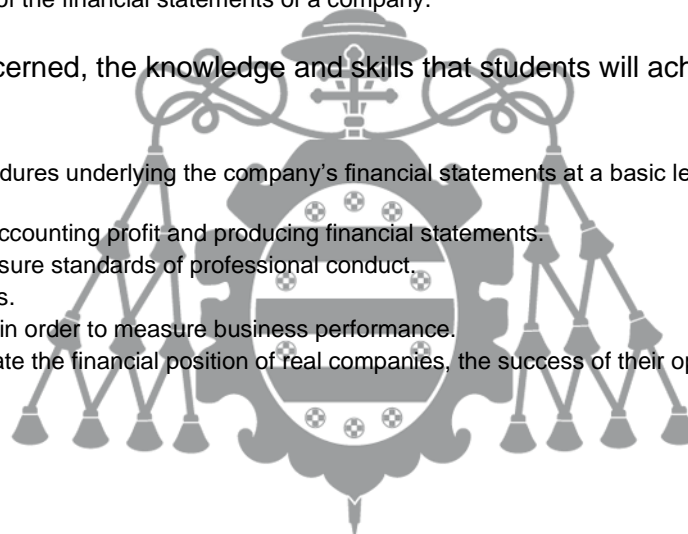 of the financial statements of a company.
cerned, the knowledge and skills that students will ach
dures underlying the company's financial statements at a basic le
ccounting profit and producing financial statements.
sure standards of professional conduct.
s.
in order to measure business performance.
ate the financial position of real companies, the success of their op